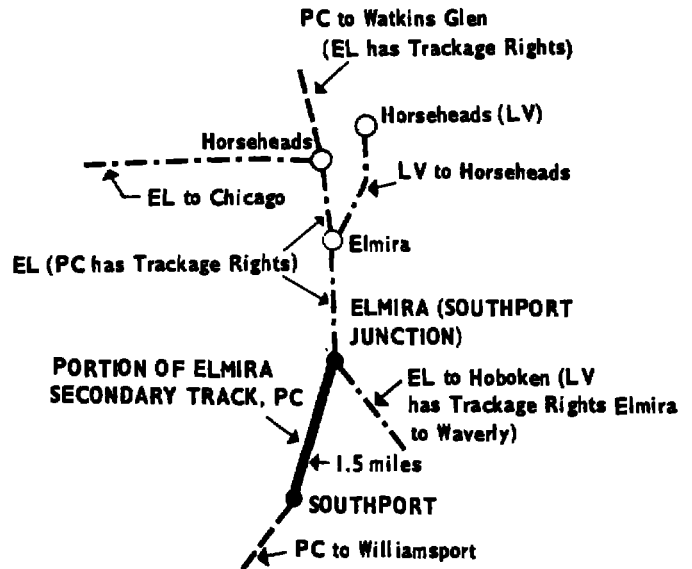 PC to Watkins Glen
(EL has Trackage Rights)
Horseheads (LV)
Horseheads
LV to Horseheads
EL to Chicago
Elmira
EL (PC has Trackage Rights)
ELMIRA (SOUTHPORT
JUNCTION)
PORTION OF ELMIRA
SECONDARY TRACK, PC
EL to Hoboken (LV
has Trackage Rights Elmira
to Waverly)
1.5 miles
SOUTHPORT
PC to Williamsport